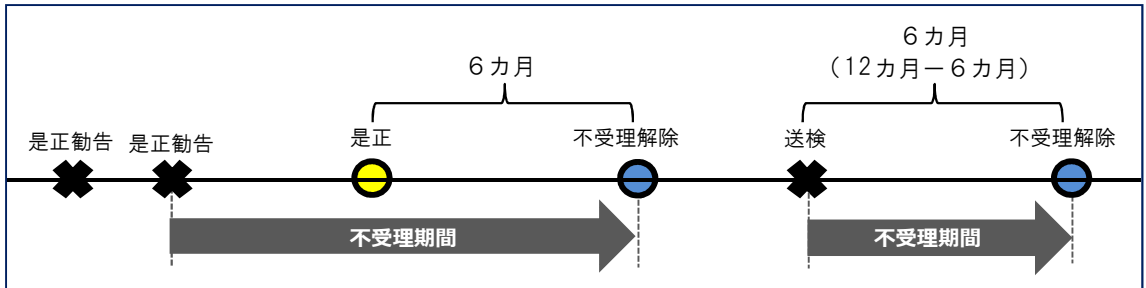 6カ月
6カ月
(12カ月－6カ月)
是正勧告
是正勧告
是正
不受理解除
送検
不受理解除
不受理期間
不受理期間